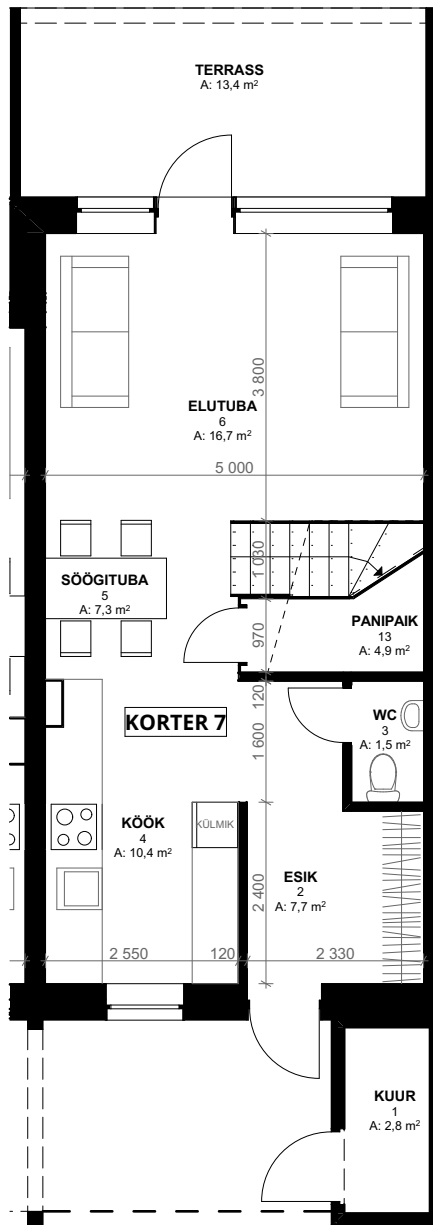 TERRASS
A: 13,4 m²
3 800
ELUTUBA
6
A: 16,7 m²
5 000
1 030
SÖÖGITUBA
5
A: 7,3 m²
970
PANIPAIK
13
A: 4,9 m²
120
KORTER 7
1 600
WC
3
A: 1,5 m²
KÖÖK
4
A: 10,4 m²
KÜLMIK
ESIK
2
A: 7,7 m²
2 400
2 550
120
2 330
KUUR
1
A: 2,8 m²